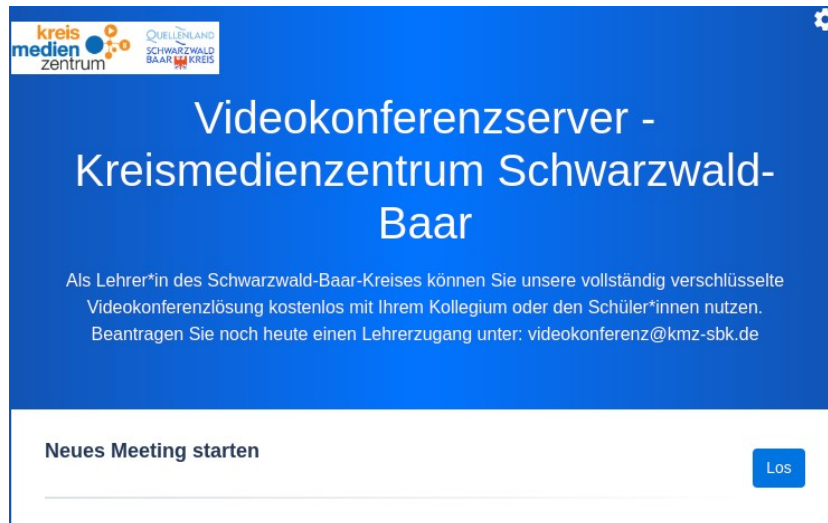 kreis
medien
zentrum
QUELLENLAND
SCHWARZWALD
BAAR KREIS
Videokonferenzserver -
Kreismedienzentrum Schwarzwald-
Baar
Als Lehrer*in des Schwarzwald-Baar-Kreises können Sie unsere vollständig verschlüsselte
Videokonferenzlösung kostenlos mit Ihrem Kollegium oder den Schüler*innen nutzen.
Beantragen Sie noch heute einen Lehrerzugang unter: videokonferenz@kmz-sbk.de
Neues Meeting starten
Los